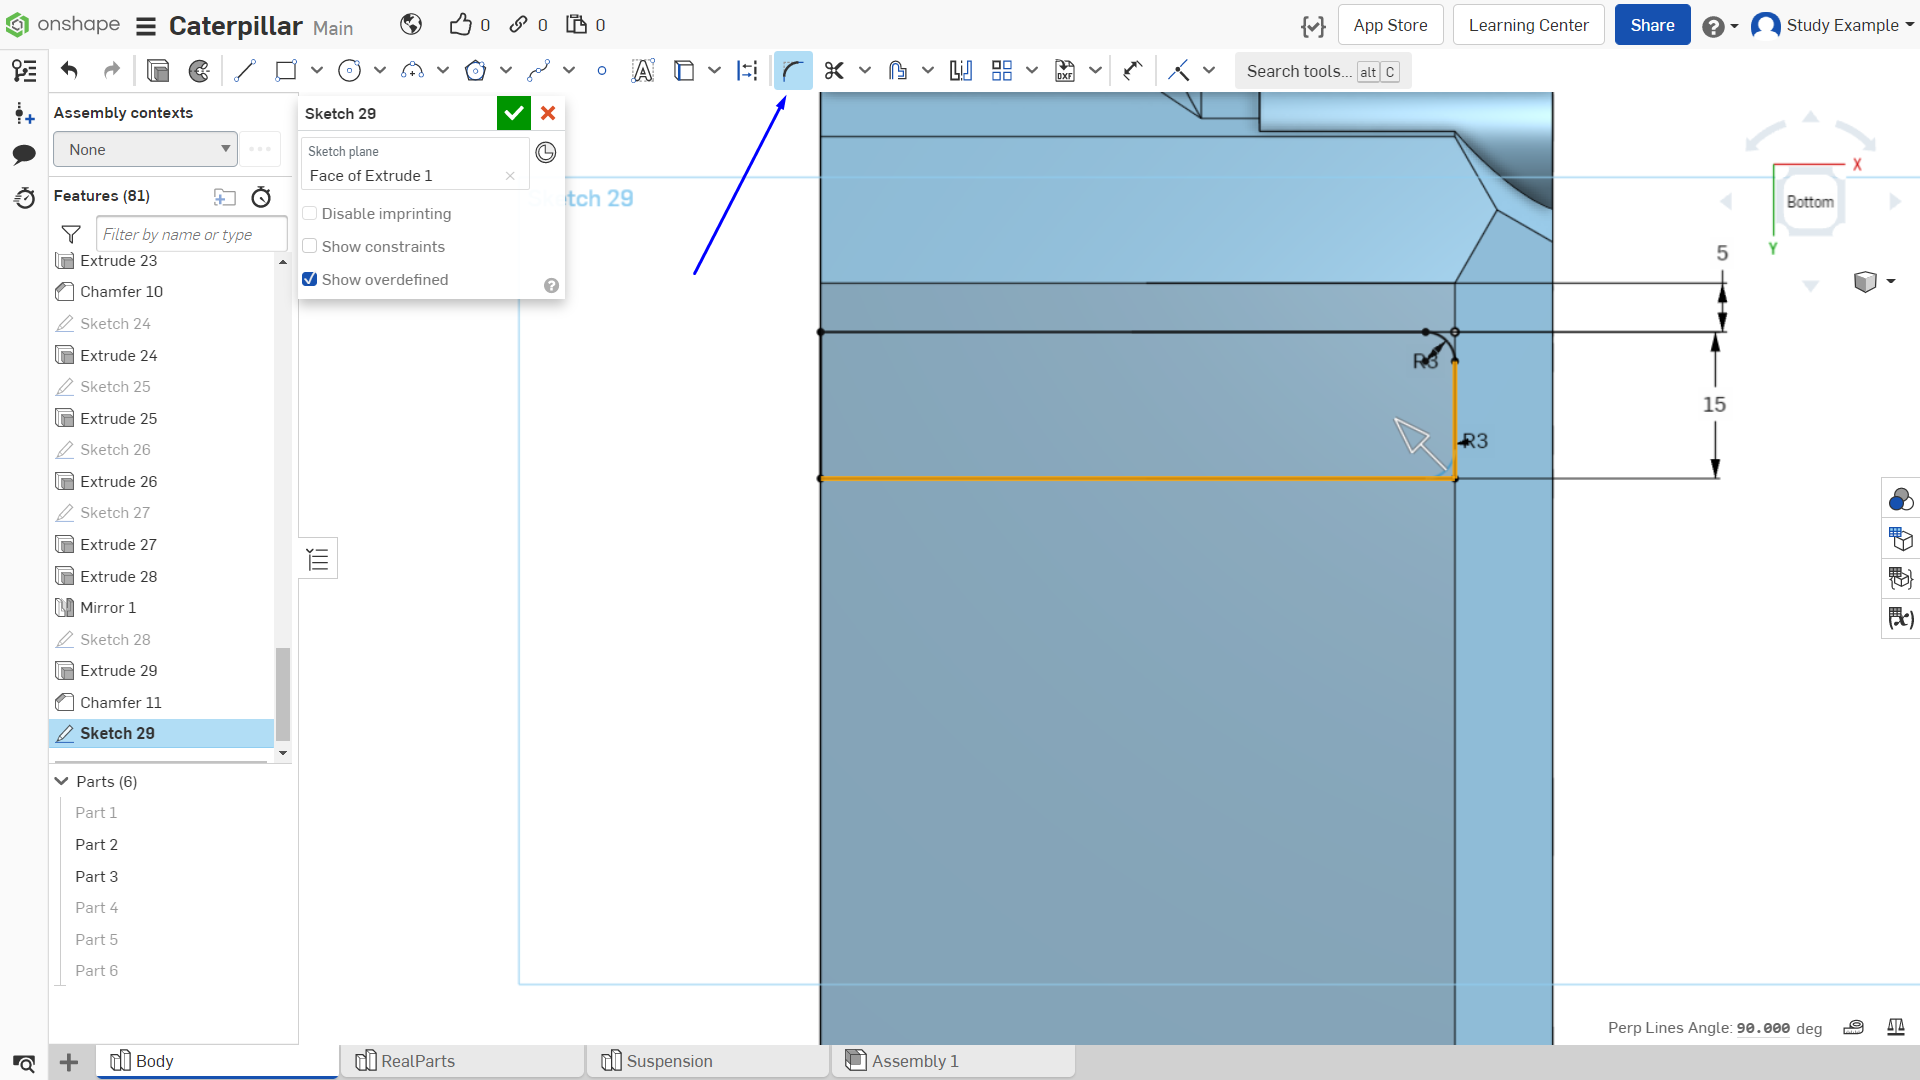 onshape
Caterpillar Main
0
0
0
App Store
Learning Center
Share
Study Example
Search tools... alt C
Assembly contexts
None
Features (81)
Filter by name or type
Extrude 23
Chamfer 10
Sketch 24
Extrude 24
Sketch 25
Extrude 25
Sketch 26
Extrude 26
Sketch 27
Extrude 27
Extrude 28
Mirror 1
Sketch 28
Extrude 29
Chamfer 11
Sketch 29
Parts (6)
Part 1
Part 2
Part 3
Part 4
Part 5
Part 6
Sketch 29
Sketch plane
Face of Extrude 1
Disable imprinting
Show constraints
Show overdefined
tch 29
DXF
R3
R3
5
15
X
Bottom
Y
(x)
Perp Lines Angle: 90.000 deg
Body
RealParts
Suspension
Assembly 1